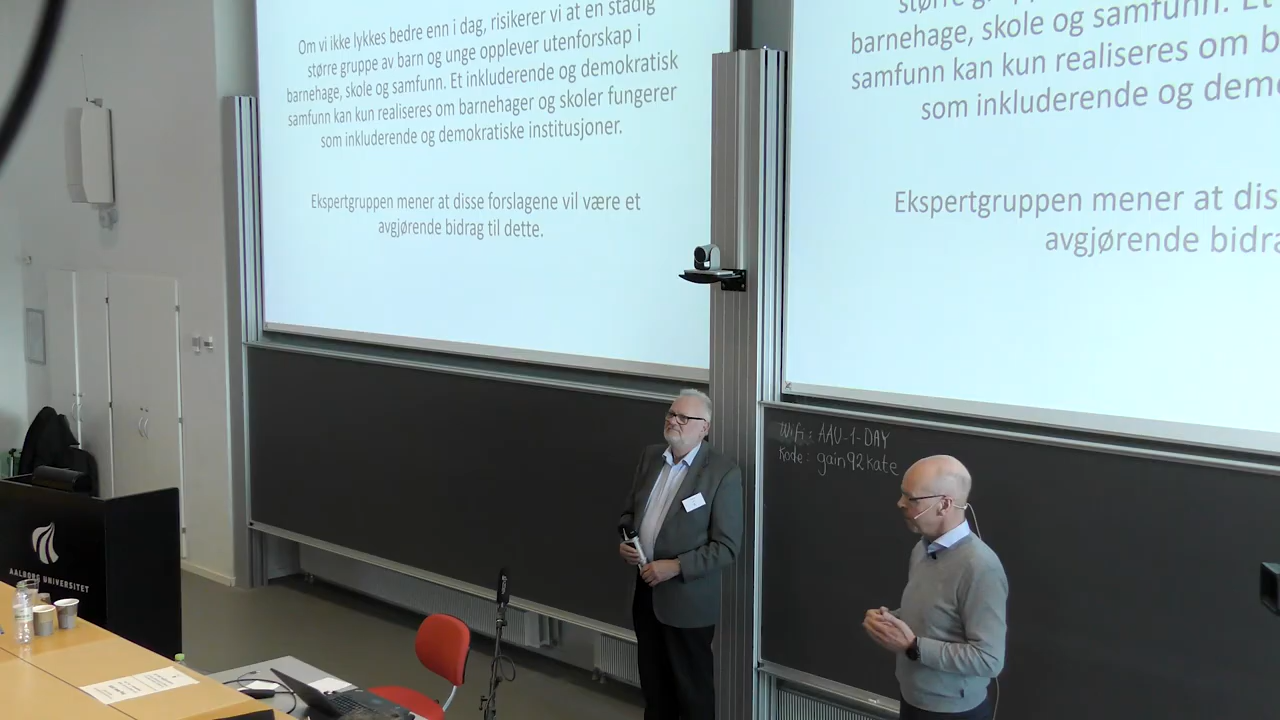 Om vi ikke lykkes bedre enn i dag, risikerer vi at en stadig
større gruppe av barn og unge opplever utenforskap i
barnehage, skole og samfunn. Et inkluderende og demokratisk
samfunn kan kun realiseres om barnehager og skoler fungerer
som inkluderende og demokratiske institusjoner.
Ekspertgruppen mener at disse forslagene vil være et
avgjørende bidrag til dette.
større
barnehage, skole og samfunn. Et
samfunn kan kun realiseres om b
som inkluderende og demo
Ekspertgruppen mener at dis
avgjørende bidra
Wifi: AAU-1-DAY
Kode: gain92kate
AALBORG UNIVERSITET